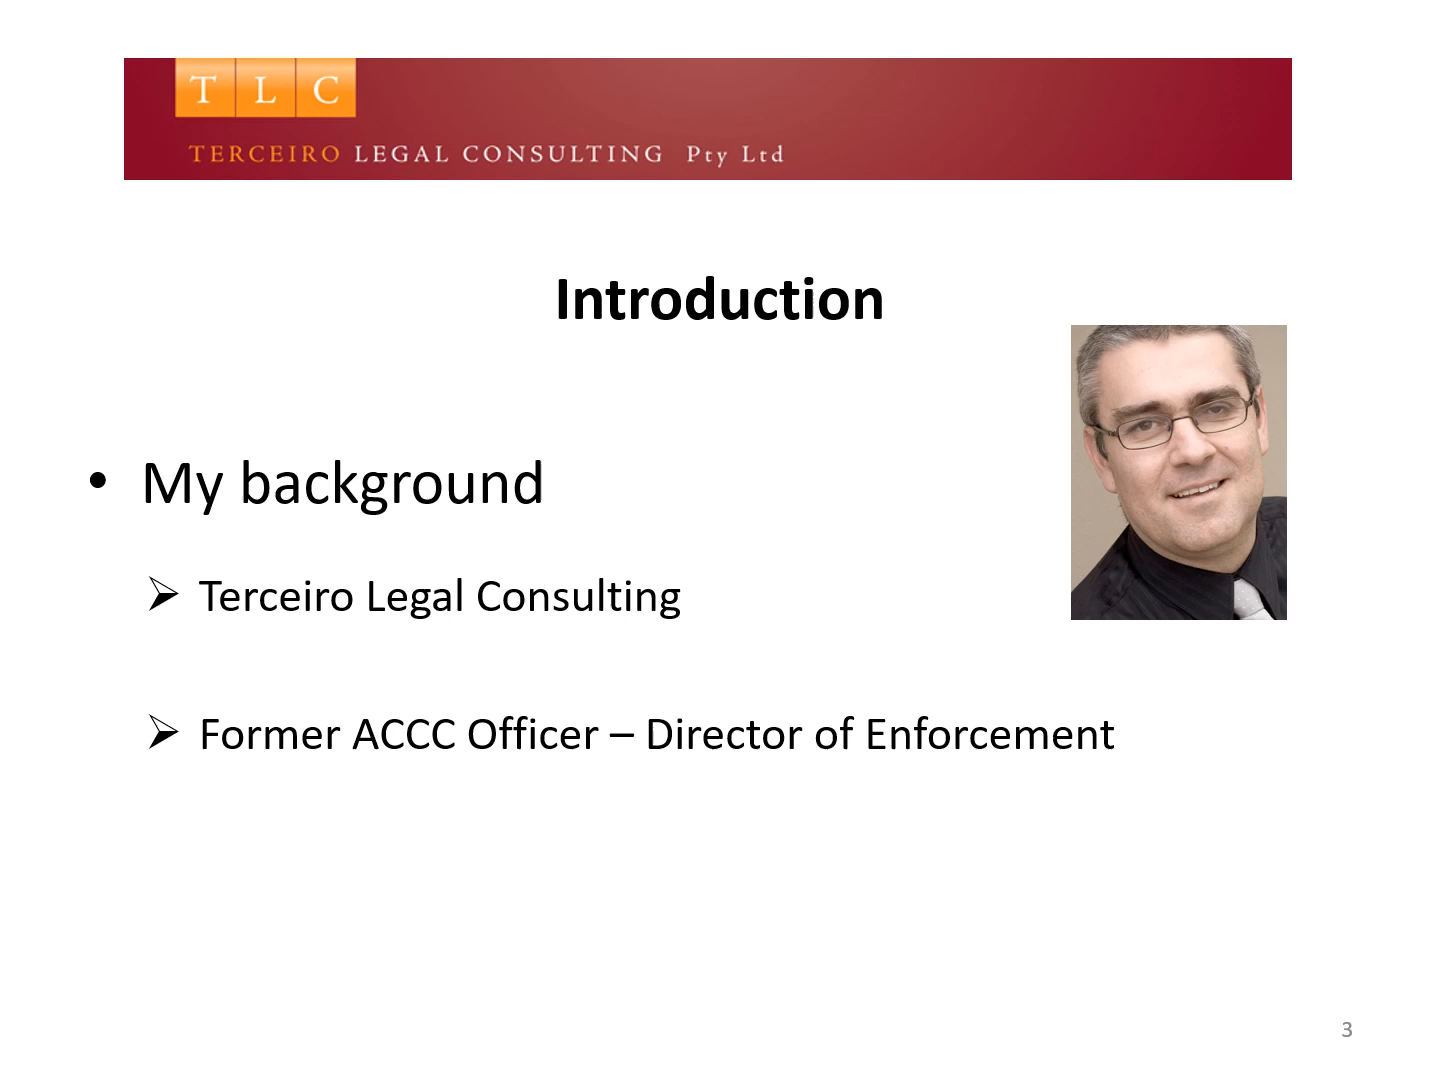 T L C
TERCEIRO LEGAL CONSULTING Pty Ltd
Introduction
• My background
➢ Terceiro Legal Consulting
➢ Former ACCC Officer – Director of Enforcement
3